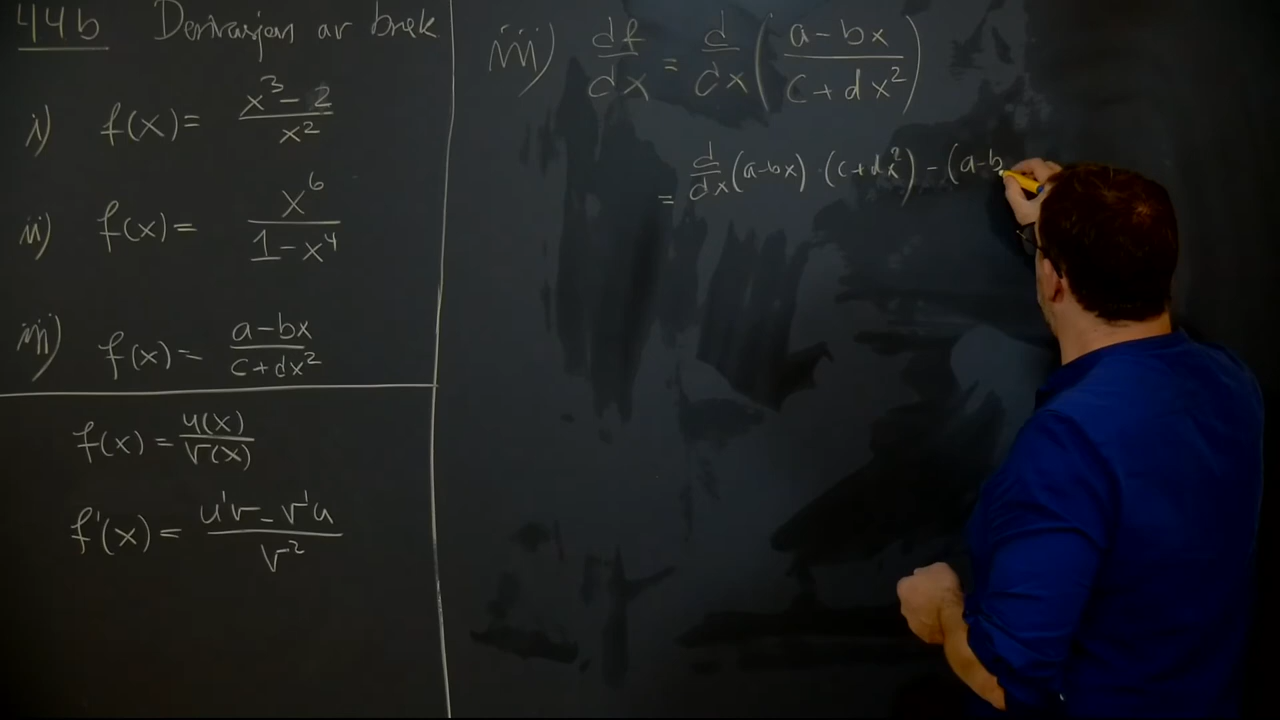 44b Derivasjon av brøk
i) f(x) = (x³ - 2)/x²
ii) f(x) = x⁶/(1 - x⁴)
iii) f(x) = (a - bx)/(c + dx²)
f(x) = u(x)/v(x)
f'(x) = (u'v - v'u)/v²
iii) df/dx = d/dx ((a - bx)/(c + dx²))
= d/dx (a - bx) · (c + dx²) - (a - b